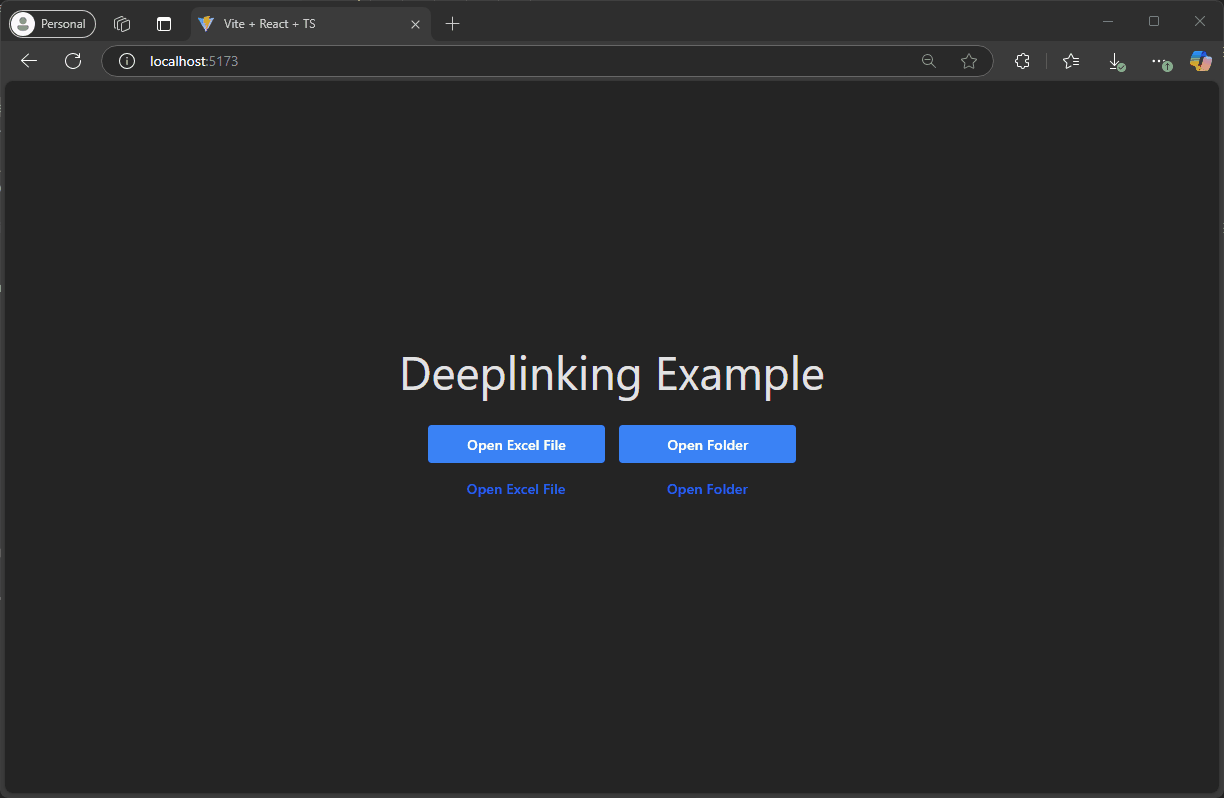 Personal
Vite + React + TS
localhost:5173
Deeplinking Example
Open Excel File Open Folder
Open Excel File Open Folder